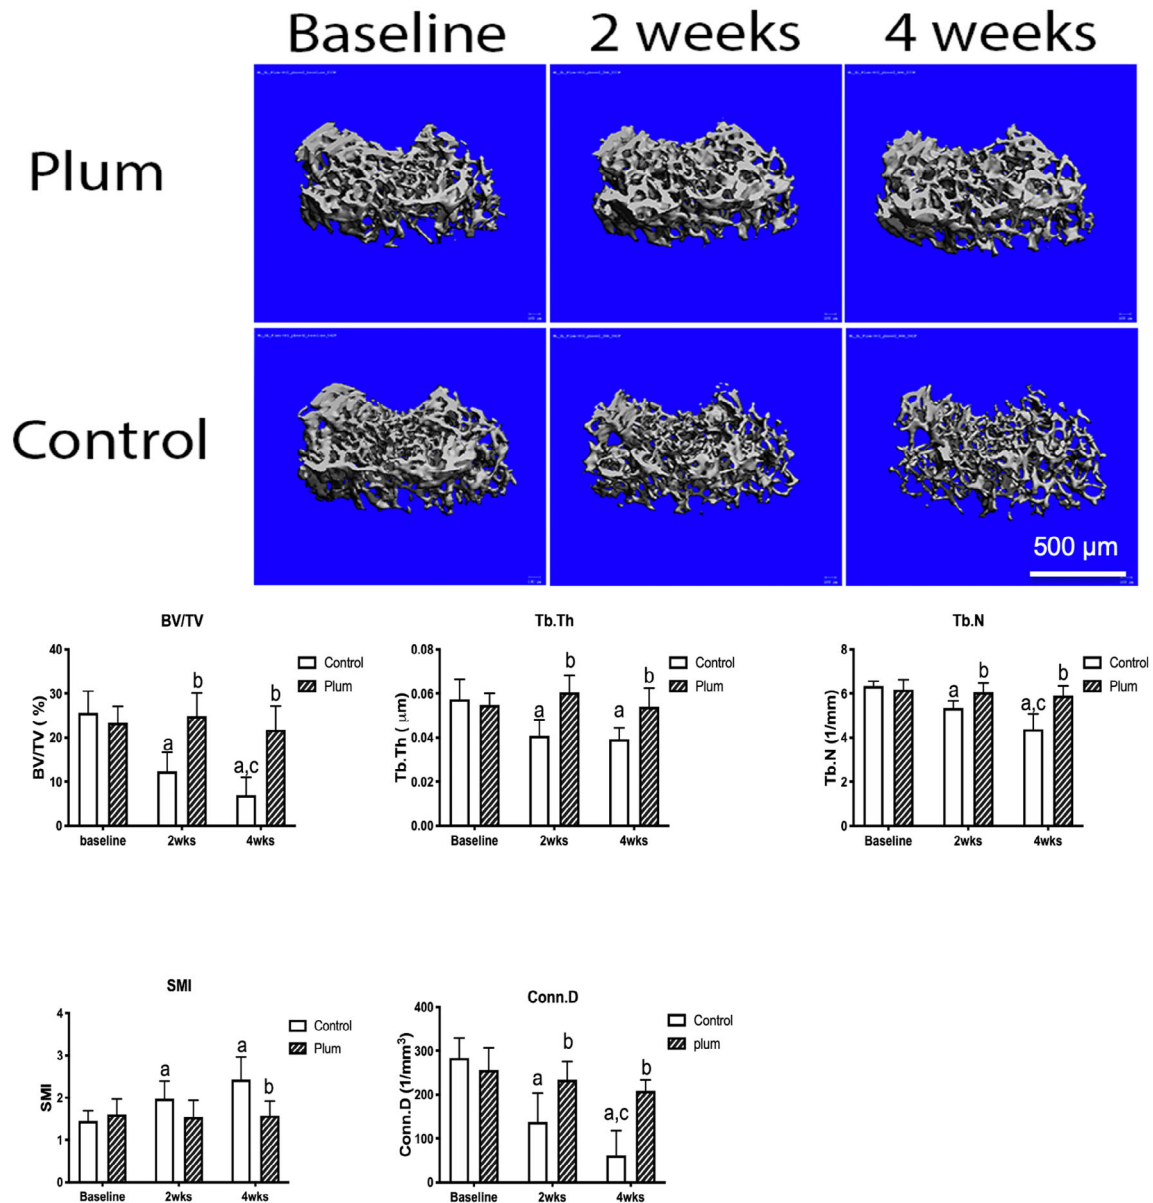 Baseline 2 weeks 4 weeks
Plum
Control
500 µm
BV/TV
BV/TV ( %)
40
30
20
10
0
a
b
a,c
b
baseline 2wks 4wks
Control
Plum
Tb.Th
Tb.Th ( µm)
0.08
0.06
0.04
0.02
0.00
a
b
a
b
Baseline 2wks 4wks
Control
Plum
Tb.N
Tb.N (1/mm)
8
6
4
2
0
a
b
a,c
b
Baseline 2wks 4wks
Control
Plum
SMI
SMI
4
3
2
1
0
a
a
b
Baseline 2wks 4wks
Control
Plum
Conn.D
Conn.D (1/mm³)
400
300
200
100
0
a
b
a,c
b
Baseline 2wks 4wks
Control
plum